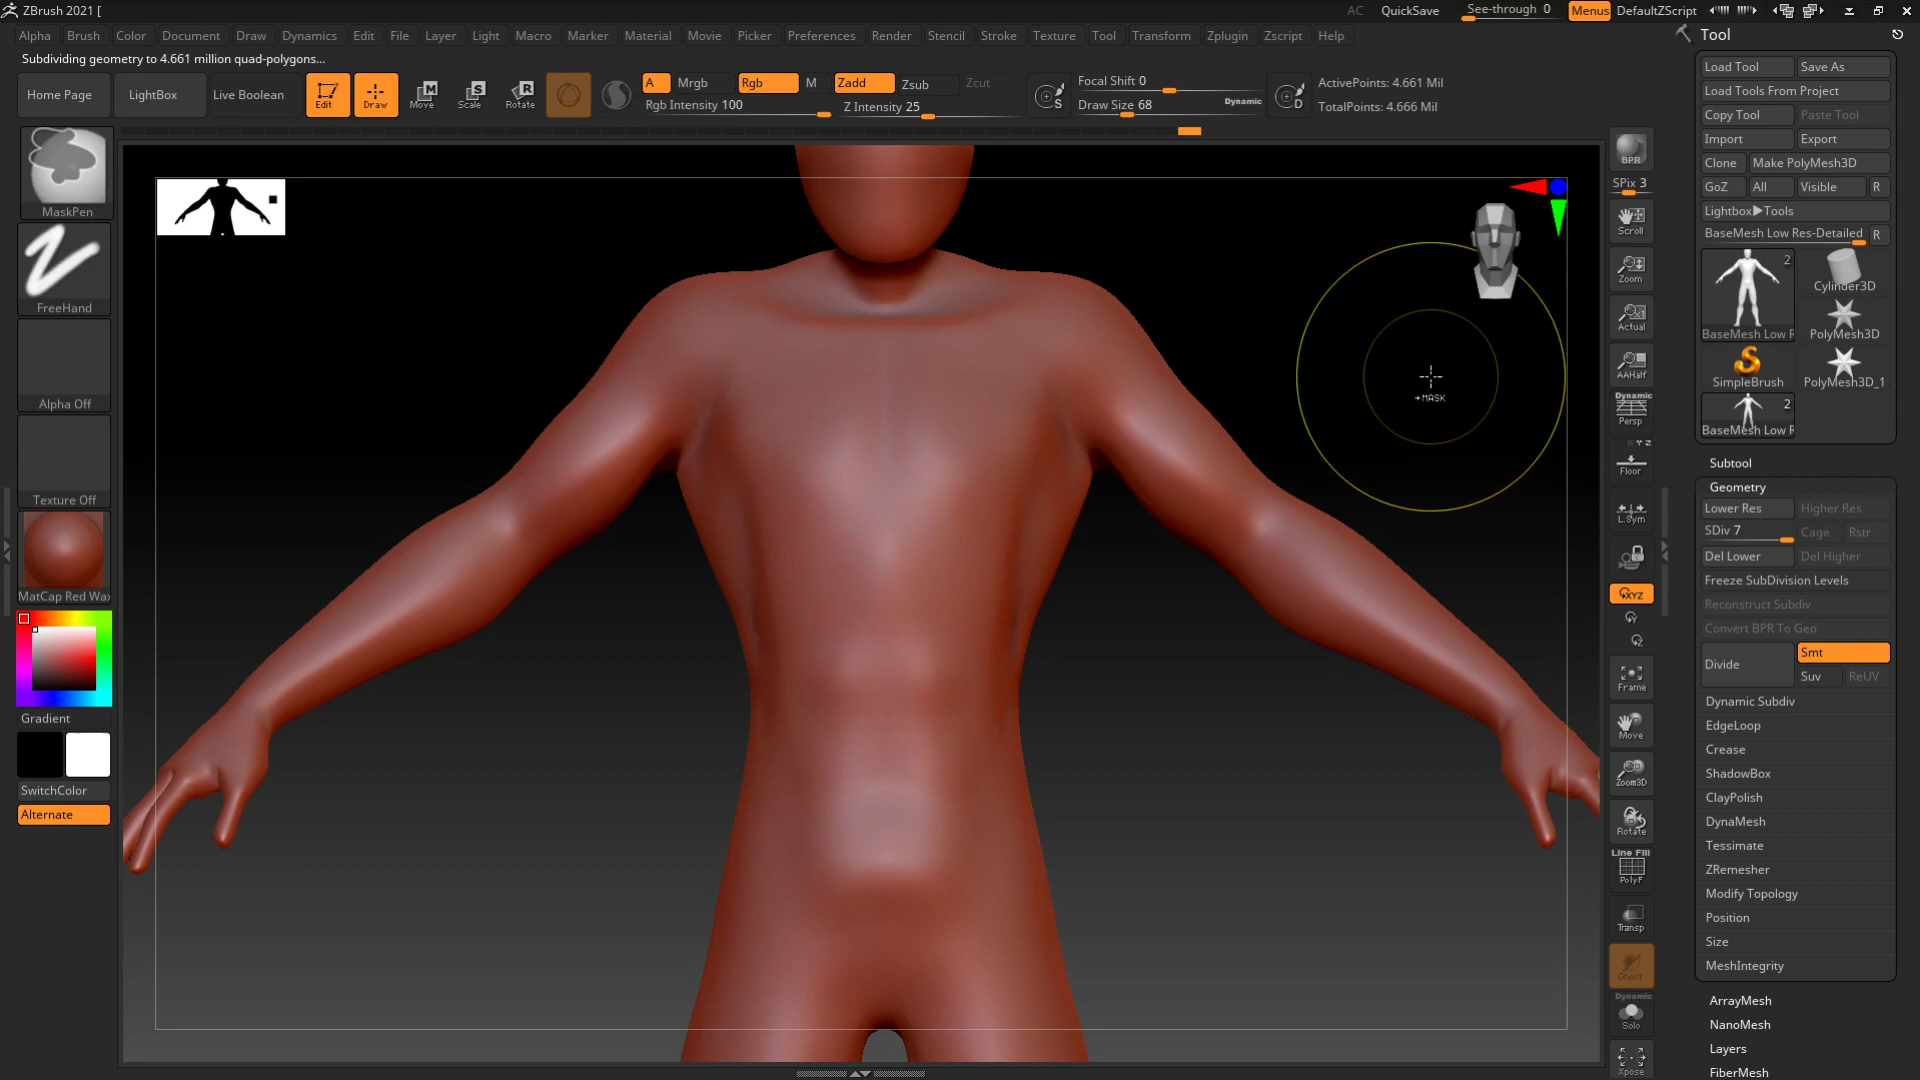 ZBrush 2021 [
AC QuickSave See-through 0 Menus DefaultZScript
Alpha Brush Color Document Draw Dynamics Edit File Layer Light Macro Marker Material Movie Picker Preferences Render Stencil Stroke Texture Tool Transform Zplugin Zscript Help
Subdividing geometry to 4.661 million quad-polygons...
Home Page LightBox Live Boolean Edit Draw Move Scale Rotate
A Mrgb Rgb M Zadd Zsub Zcut
Rgb Intensity 100 Z Intensity 25
Focal Shift 0
Draw Size 68 Dynamic
ActivePoints: 4.661 Mil
TotalPoints: 4.666 Mil
MaskPen
FreeHand
Alpha Off
Texture Off
MatCap Red Wax
Gradient
SwitchColor
Alternate
+MASK
BPR
SPix 3
Scroll
Zoom
Actual
AAHalf
Dynamic
Persp
Floor
L.Sym
XYZ
Frame
Move
Zoom3D
Rotate
Line Fill
PolyF
Transp
Ghost
Dynamic
Solo
Xpose
Tool
Load Tool Save As
Load Tools From Project
Copy Tool Paste Tool
Import Export
Clone Make PolyMesh3D
GoZ All Visible R
Lightbox▶Tools
BaseMesh Low Res-Detailed R
2
Cylinder3D
BaseMesh Low R PolyMesh3D
SimpleBrush PolyMesh3D_1
2
BaseMesh Low R
Subtool
Geometry
Lower Res Higher Res
SDiv 7 Cage Rstr
Del Lower Del Higher
Freeze SubDivision Levels
Reconstruct Subdiv
Convert BPR To Geo
Divide Smt
Suv ReUV
Dynamic Subdiv
EdgeLoop
Crease
ShadowBox
ClayPolish
DynaMesh
Tessimate
ZRemesher
Modify Topology
Position
Size
MeshIntegrity
ArrayMesh
NanoMesh
Layers
FiberMesh